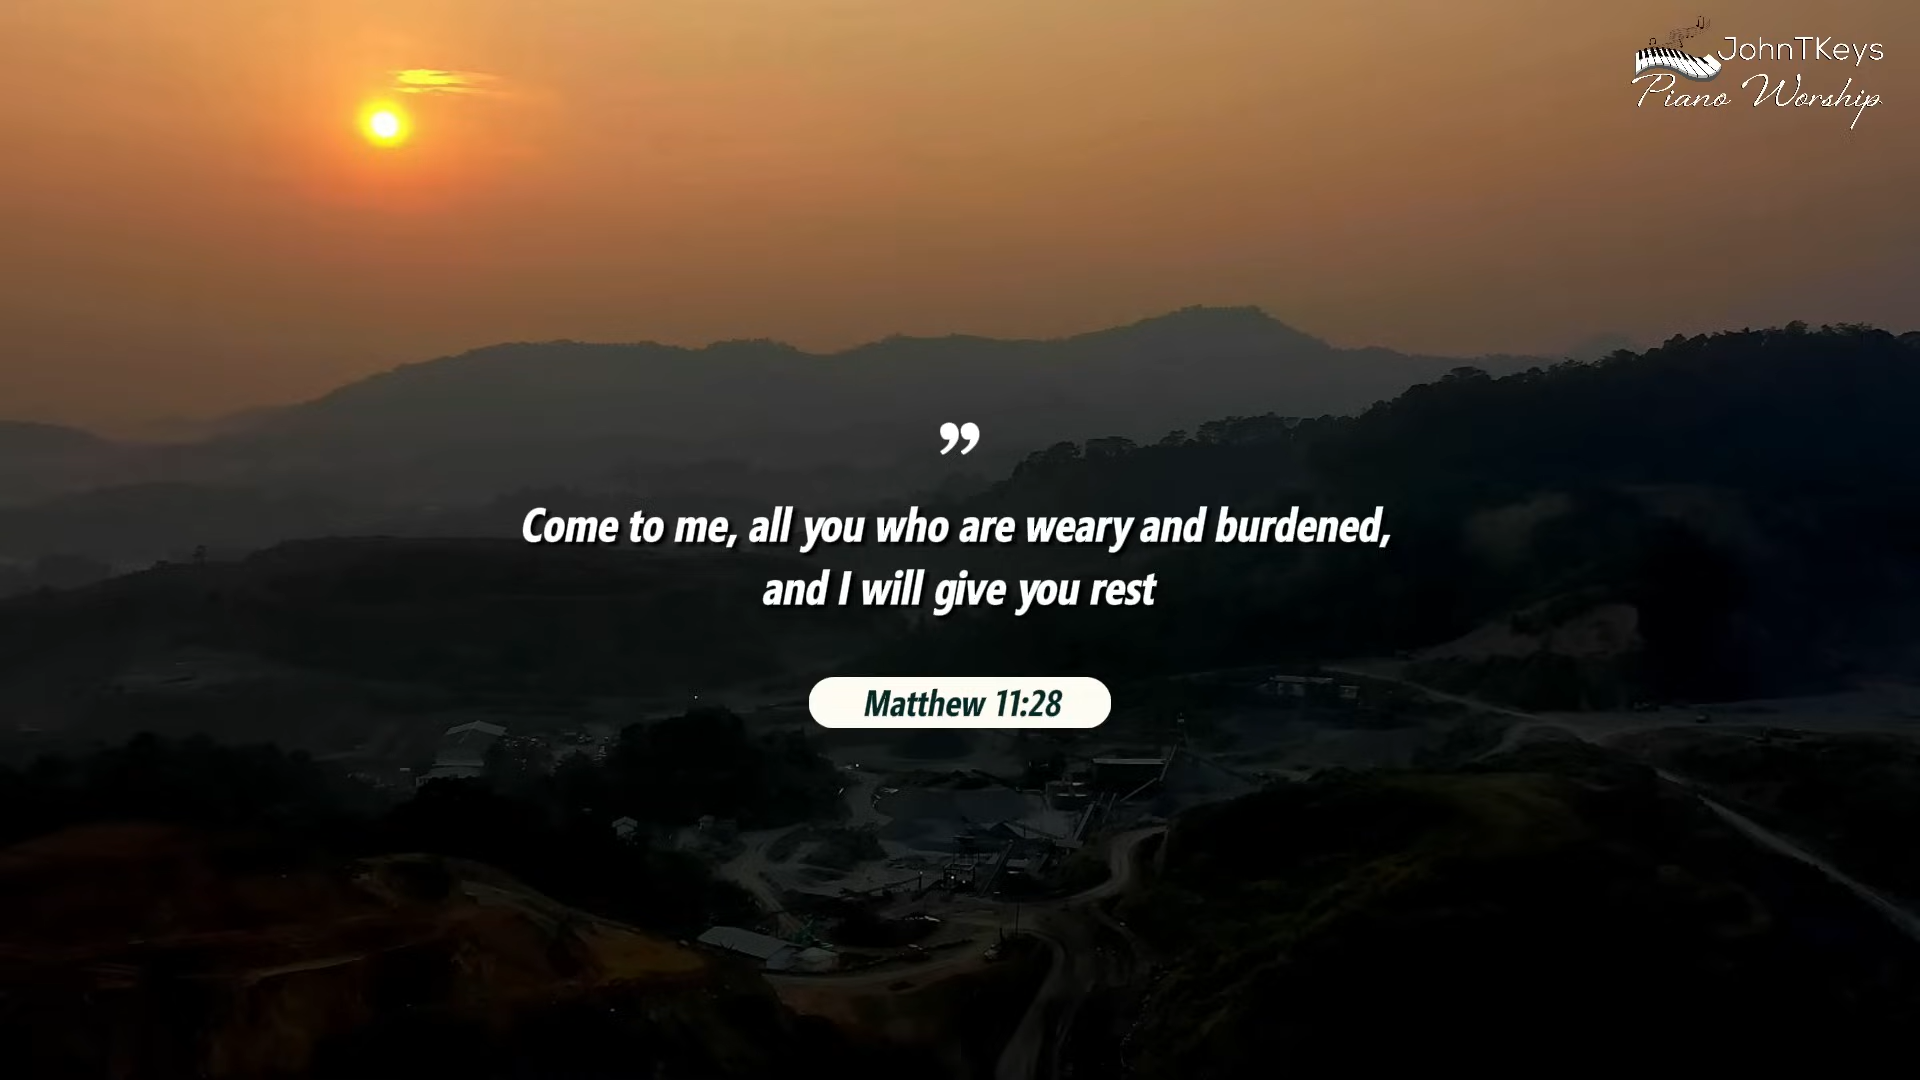 JohnTKeys
Piano Worship
”
Come to me, all you who are weary and burdened,
and I will give you rest
Matthew 11:28